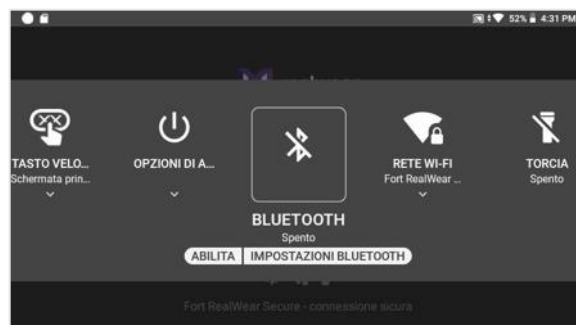 52% 4:31 PM
TASTO VELO...
Schermata prin...
OPZIONI DI A...
BLUETOOTH
Spento
ABILITA IMPOSTAZIONI BLUETOOTH
RETE WI-FI
Fort RealWear ...
TORCIA
Spento
Fort RealWear Secure - connessione sicura